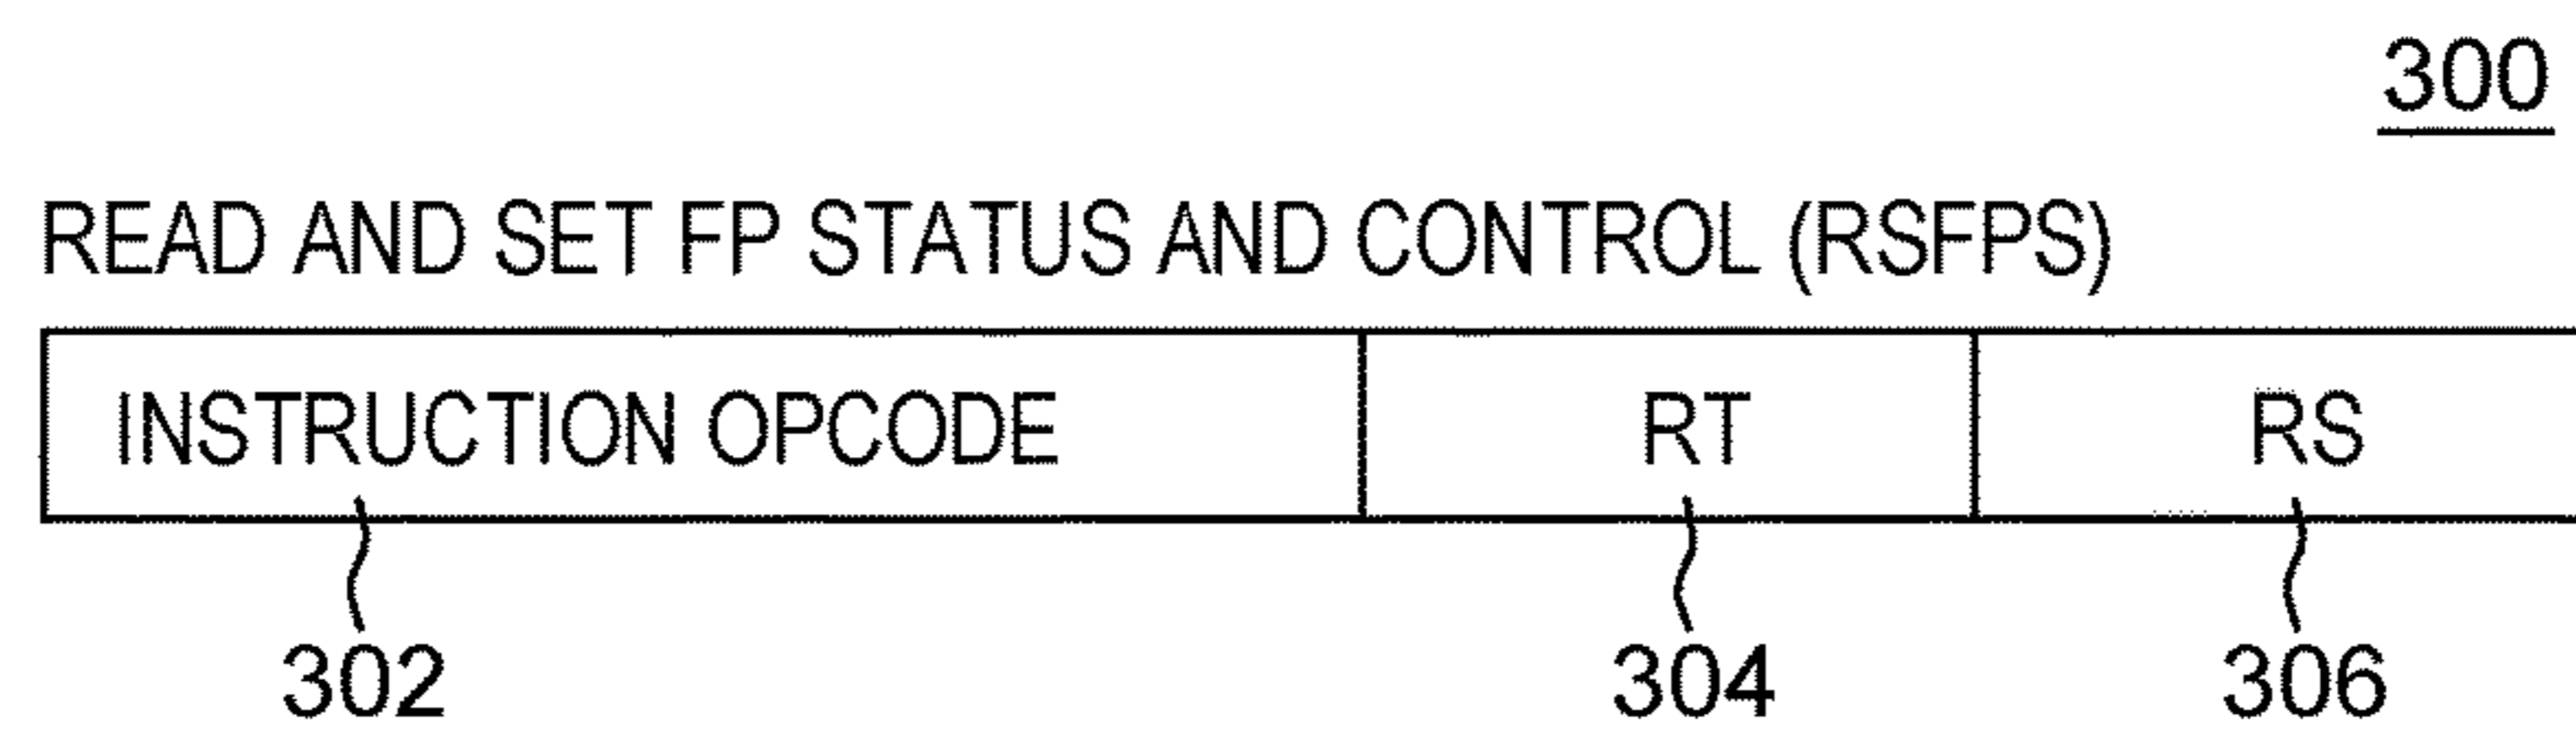 300
READ AND SET FP STATUS AND CONTROL (RSFPS)
INSTRUCTION OPCODE RT RS
302 304 306